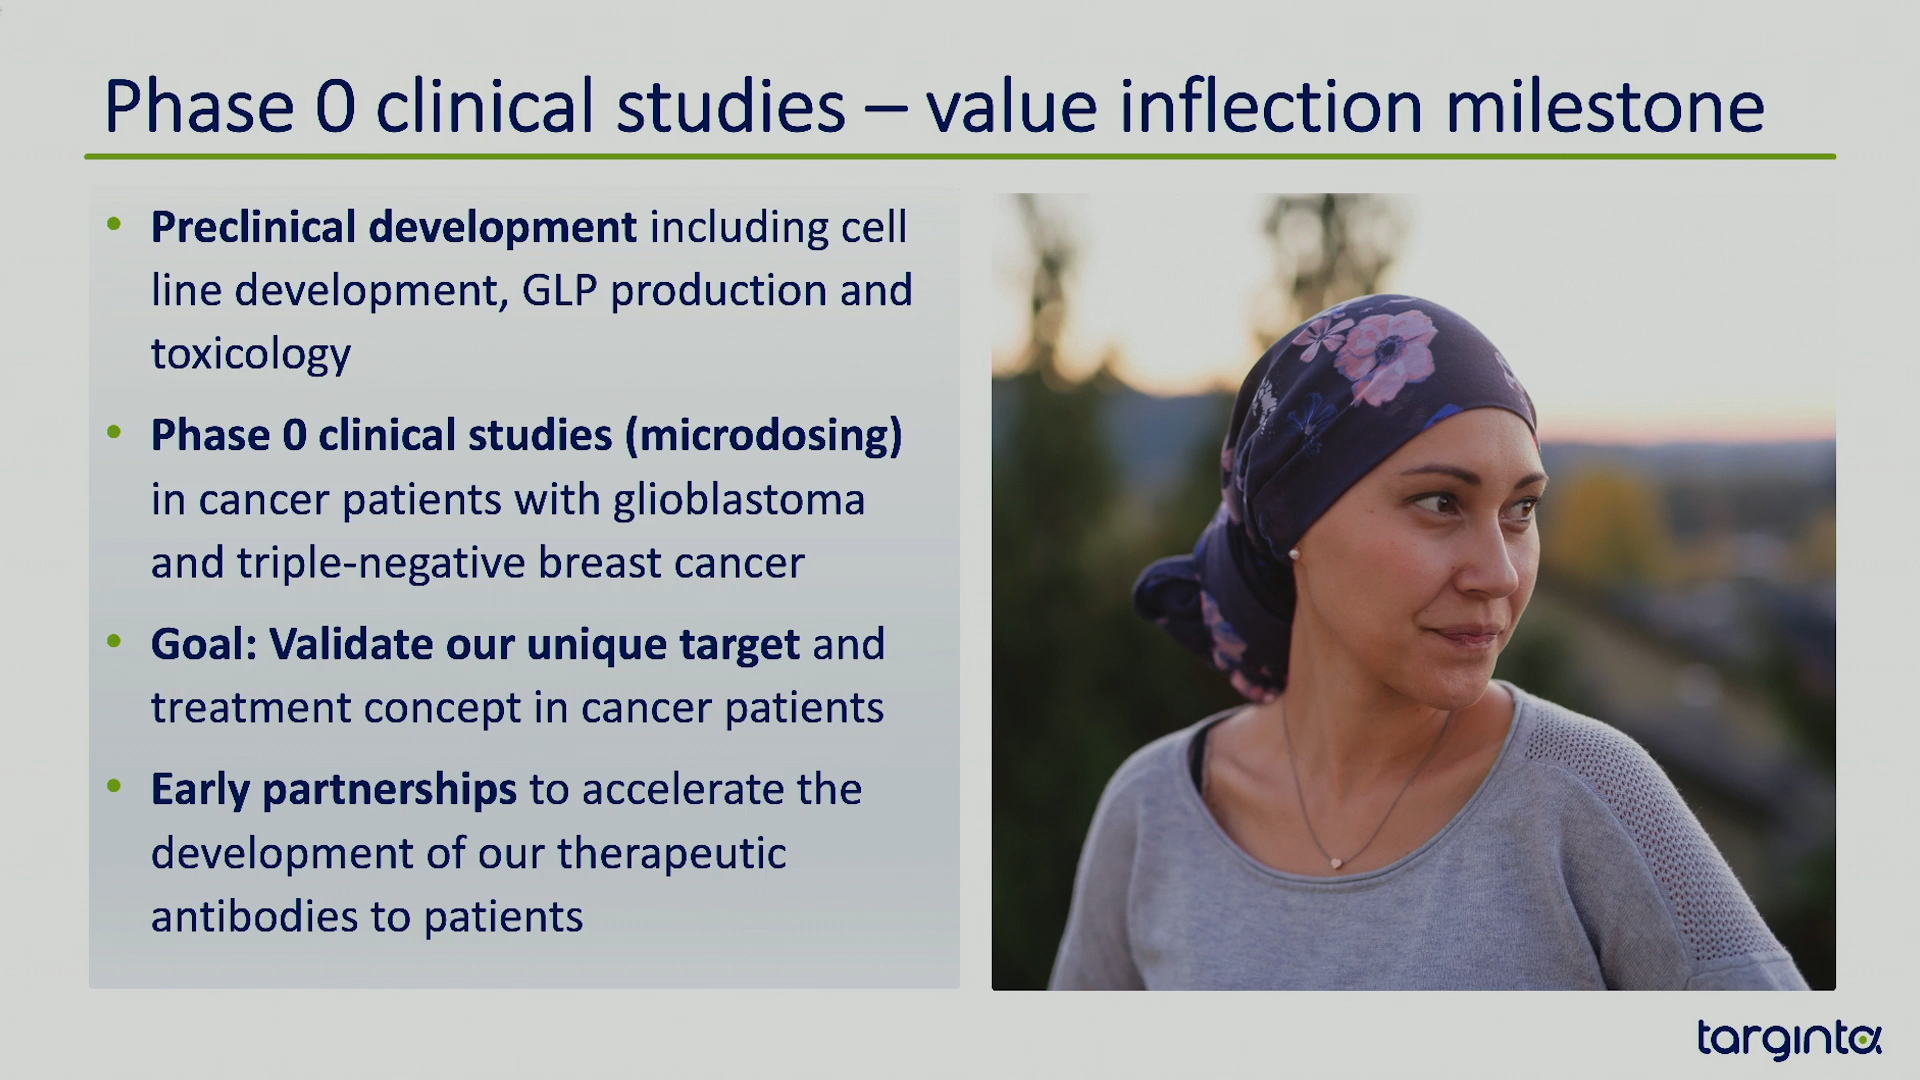 Phase 0 clinical studies – value inflection milestone
• Preclinical development including cell
line development, GLP production and
toxicology
• Phase 0 clinical studies (microdosing)
in cancer patients with glioblastoma
and triple-negative breast cancer
• Goal: Validate our unique target and
treatment concept in cancer patients
• Early partnerships to accelerate the
development of our therapeutic
antibodies to patients
targinta